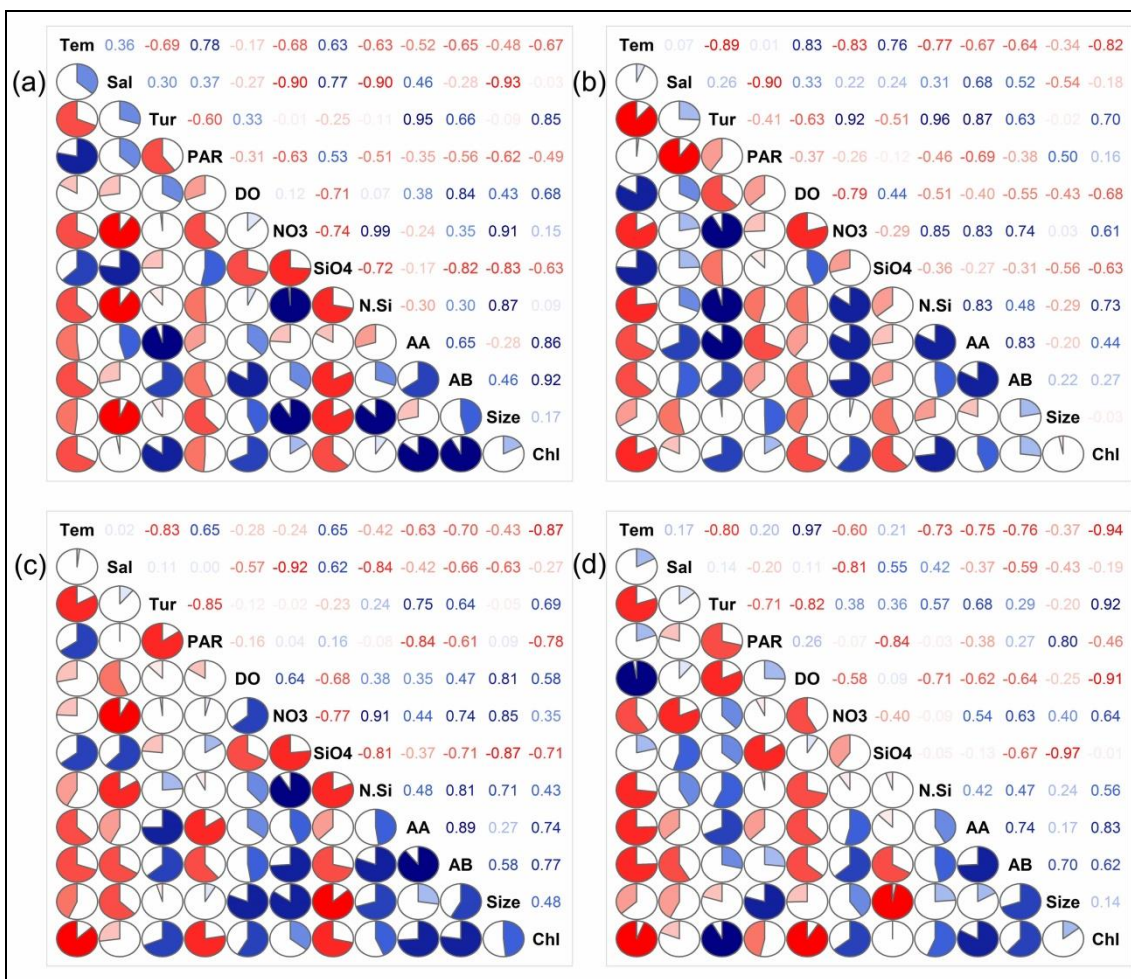 Tem 0.36 -0.69 0.78 -0.17 -0.68 0.63 -0.63 -0.52 -0.65 -0.48 -0.67
(a) Sal 0.30 0.37 -0.27 -0.90 0.77 -0.90 0.46 -0.28 -0.93 -0.03
Tur -0.60 0.33 -0.01 -0.25 -0.11 0.95 0.66 -0.09 0.85
PAR -0.31 -0.63 0.53 -0.51 -0.35 -0.56 -0.62 -0.49
DO 0.12 -0.71 0.07 0.38 0.84 0.43 0.68
NO3 -0.74 0.99 -0.24 0.35 0.91 0.15
SiO4 -0.72 -0.17 -0.82 -0.83 -0.63
N.Si -0.30 0.30 0.87 0.09
AA 0.65 -0.28 0.86
AB 0.46 0.92
Size 0.17
Chl
Tem 0.07 -0.89 0.01 0.83 -0.83 0.76 -0.77 -0.67 -0.64 -0.34 -0.82
(b) Sal 0.26 -0.90 0.33 0.22 0.24 0.31 0.68 0.52 -0.54 -0.18
Tur -0.41 -0.63 0.92 -0.51 0.96 0.87 0.63 -0.02 0.70
PAR -0.37 -0.26 -0.12 -0.46 -0.69 -0.38 0.50 0.16
DO -0.79 0.44 -0.51 -0.40 -0.55 -0.43 -0.68
NO3 -0.29 0.85 0.83 0.74 0.03 0.61
SiO4 -0.36 -0.27 -0.31 -0.56 -0.63
N.Si 0.83 0.48 -0.29 0.73
AA 0.83 -0.20 0.44
AB 0.22 0.27
Size -0.03
Chl
Tem 0.02 -0.83 0.65 -0.28 -0.24 0.65 -0.42 -0.63 -0.70 -0.43 -0.87
(c) Sal 0.11 0.00 -0.57 -0.92 0.62 -0.84 -0.42 -0.66 -0.63 -0.27
Tur -0.85 -0.12 -0.02 -0.23 0.24 0.75 0.64 -0.05 0.69
PAR -0.16 0.04 0.16 -0.08 -0.84 -0.61 0.09 -0.78
DO 0.64 -0.68 0.38 0.35 0.47 0.81 0.58
NO3 -0.77 0.91 0.44 0.74 0.85 0.35
SiO4 -0.81 -0.37 -0.71 -0.87 -0.71
N.Si 0.48 0.81 0.71 0.43
AA 0.89 0.27 0.74
AB 0.58 0.77
Size 0.48
Chl
Tem 0.17 -0.80 0.20 0.97 -0.60 0.21 -0.73 -0.75 -0.76 -0.37 -0.94
(d) Sal 0.14 -0.20 0.11 -0.81 0.55 0.42 -0.37 -0.59 -0.43 -0.19
Tur -0.71 -0.82 0.38 0.36 0.57 0.68 0.29 -0.20 0.92
PAR 0.26 -0.07 -0.84 -0.03 -0.38 0.27 0.80 -0.46
DO -0.58 0.09 -0.71 -0.62 -0.64 -0.25 -0.91
NO3 -0.40 -0.09 0.54 0.63 0.40 0.64
SiO4 -0.05 -0.13 -0.67 -0.97 -0.01
N.Si 0.42 0.47 0.24 0.56
AA 0.74 0.17 0.83
AB 0.70 0.62
Size 0.14
Chl